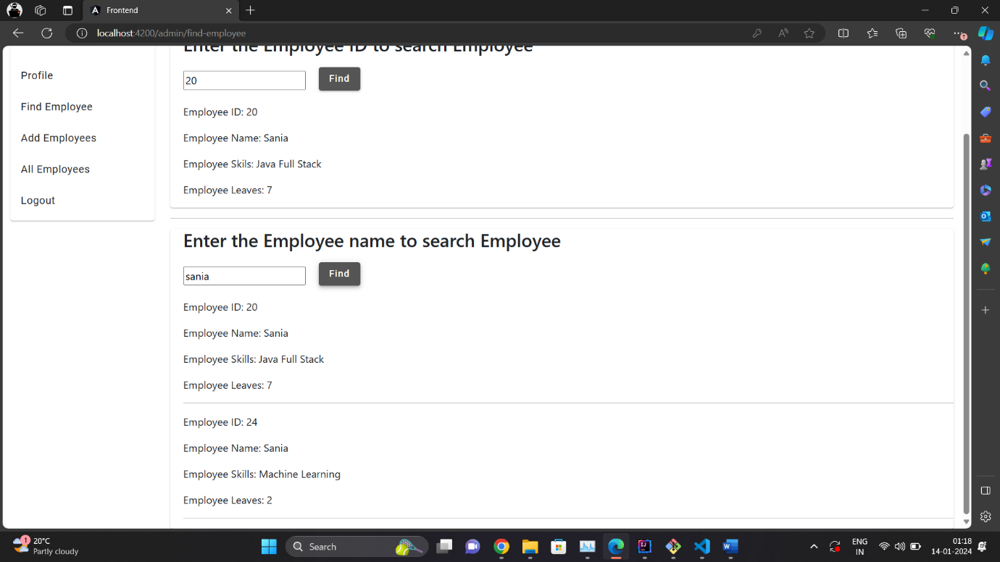 Frontend
localhost:4200/admin/find-employee
Enter the Employee ID to search Employee
Profile
Find Employee
Add Employees
All Employees
Logout
20
Find
Employee ID: 20
Employee Name: Sania
Employee Skils: Java Full Stack
Employee Leaves: 7
Enter the Employee name to search Employee
sania
Find
Employee ID: 20
Employee Name: Sania
Employee Skills: Java Full Stack
Employee Leaves: 7
Employee ID: 24
Employee Name: Sania
Employee Skills: Machine Learning
Employee Leaves: 2
1
20°C
Partly cloudy
Search
ENG
IN
01:18
14-01-2024